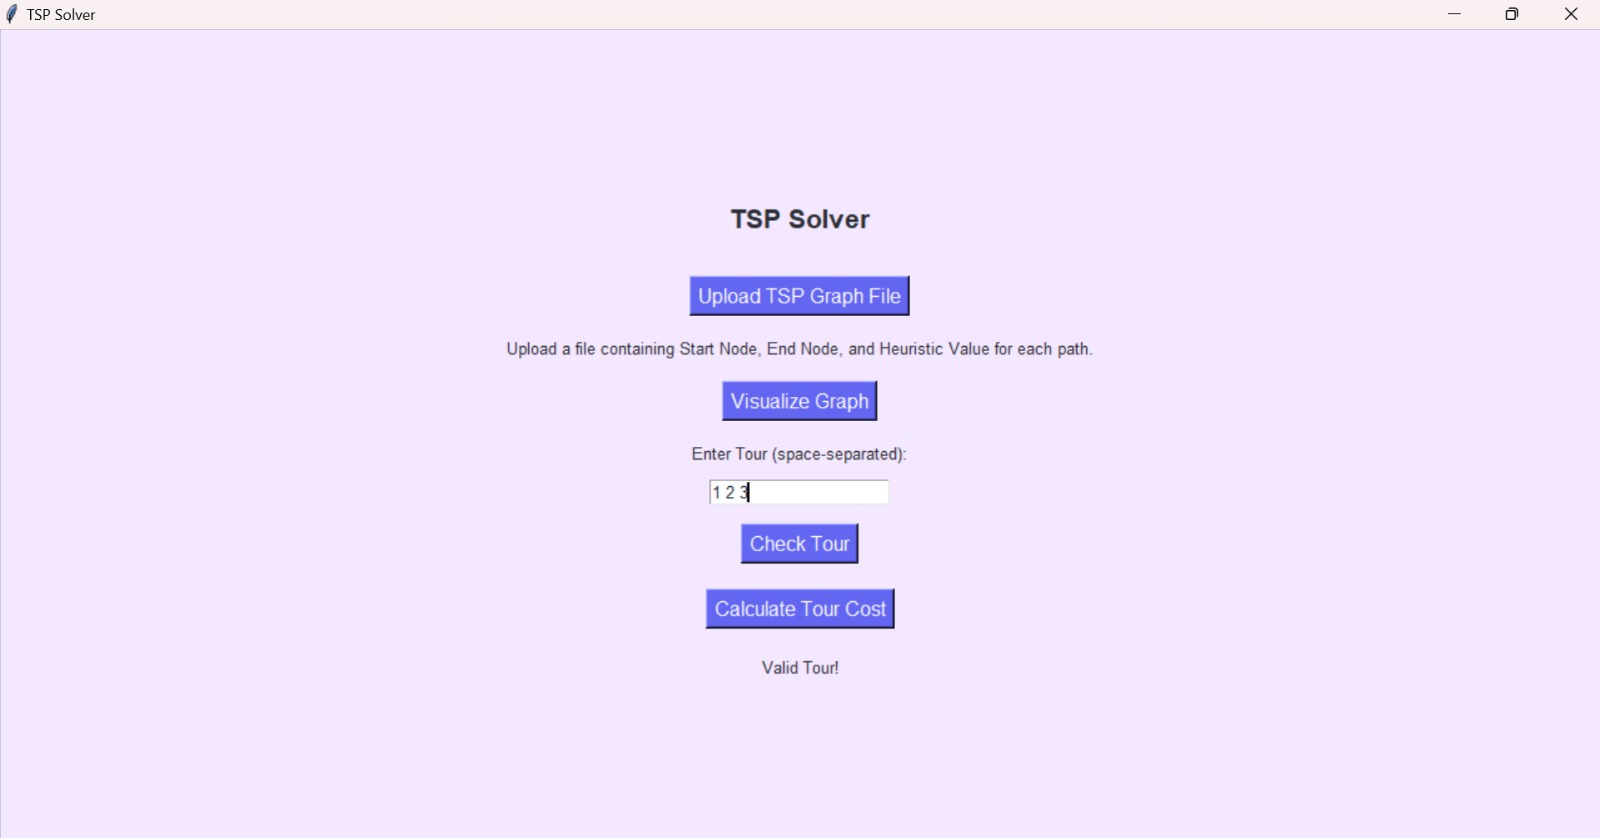 TSP Solver
TSP Solver
Upload TSP Graph File
Upload a file containing Start Node, End Node, and Heuristic Value for each path.
Visualize Graph
Enter Tour (space-separated):
1 2 3
Check Tour
Calculate Tour Cost
Valid Tour!